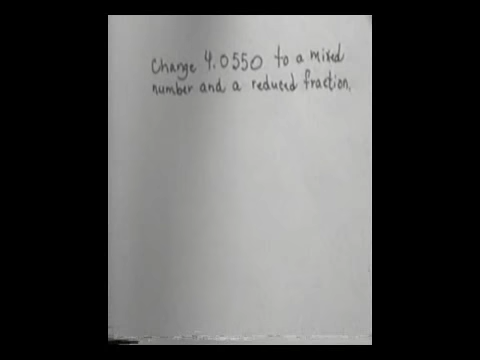 Change 4.0550 to a mixed
number and a reduced fraction.